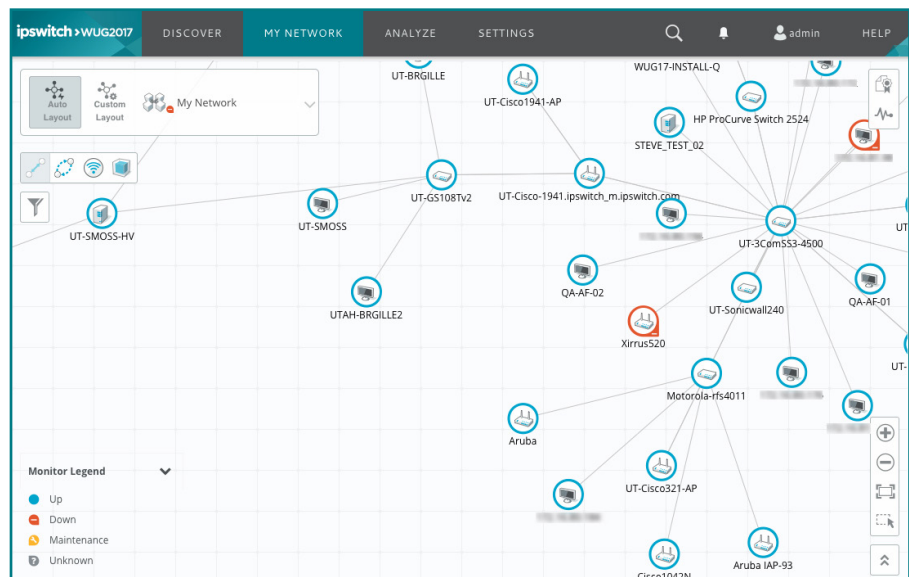 ipswitch > WUG2017 DISCOVER MY NETWORK ANALYZE SETTINGS admin HELP
Auto Layout
Custom Layout
My Network
UT-BRGILLE
UT-Cisco1941-AP
WUG17-INSTALL-Q
HP ProCurve Switch 2524
STEVE_TEST_02
UT-GS108Tv2
UT-Cisco-1941.ipswitch_m.ipswitch.com
UT-SMOSS-HV
UT-SMOSS
UT-3ComSS3-4500
UT
QA-AF-02
UTAH-BRGILLE2
UT-Sonicwall240
QA-AF-01
Xirrus520
UT-
Motorola-rfs4011
Aruba
UT-Cisco321-AP
Aruba IAP-93
Cisco1042N
Monitor Legend
Up
Down
Maintenance
Unknown